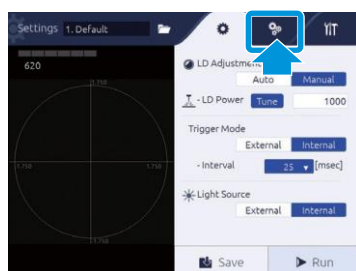 Settings 1. Default
620
LD Adjustment
Auto Manual
- LD Power Tune 1000
Trigger Mode
External Internal
- Interval 25 [msec]
Light Source
External Internal
Save Run
1.750
1.750 1.750
1.750